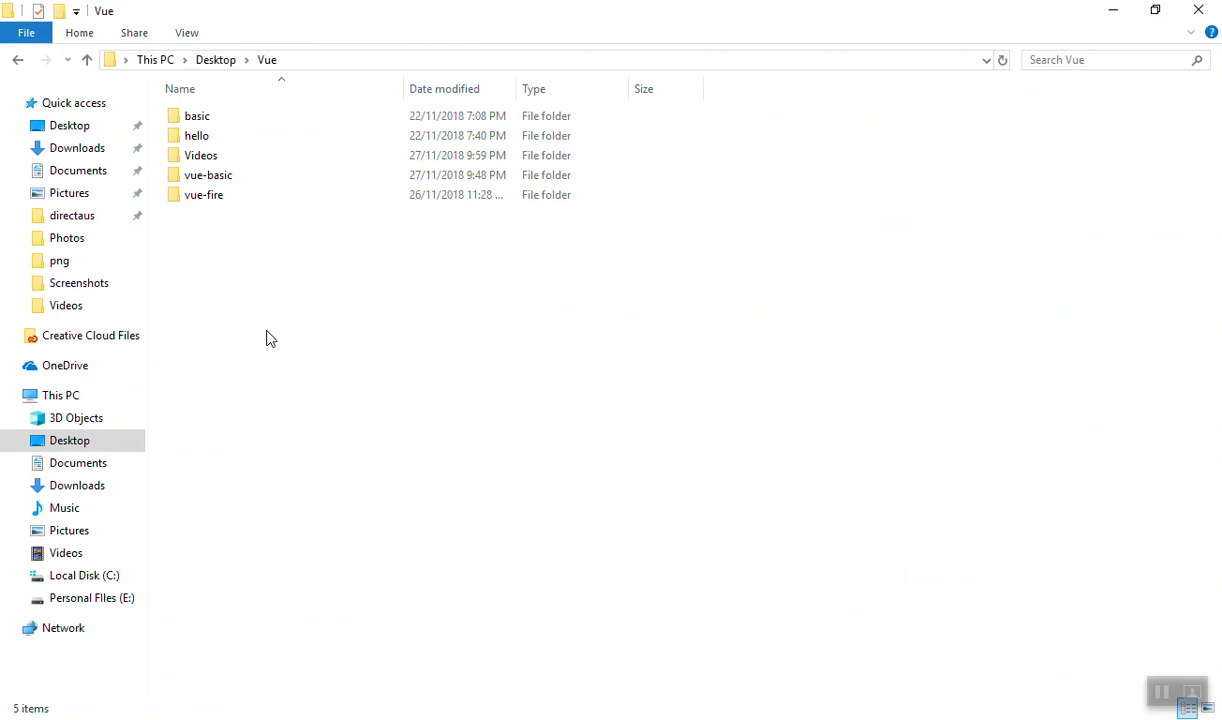 Vue
File Home Share View
This PC Desktop Vue Search Vue
Name Date modified Type Size
basic 22/11/2018 7:08 PM File folder
hello 22/11/2018 7:40 PM File folder
Videos 27/11/2018 9:59 PM File folder
vue-basic 27/11/2018 9:48 PM File folder
vue-fire 26/11/2018 11:28 ... File folder
Quick access
Desktop
Downloads
Documents
Pictures
directaus
Photos
png
Screenshots
Videos
Creative Cloud Files
OneDrive
This PC
3D Objects
Desktop
Documents
Downloads
Music
Pictures
Videos
Local Disk (C:)
Personal FIles (E:)
Network
5 items